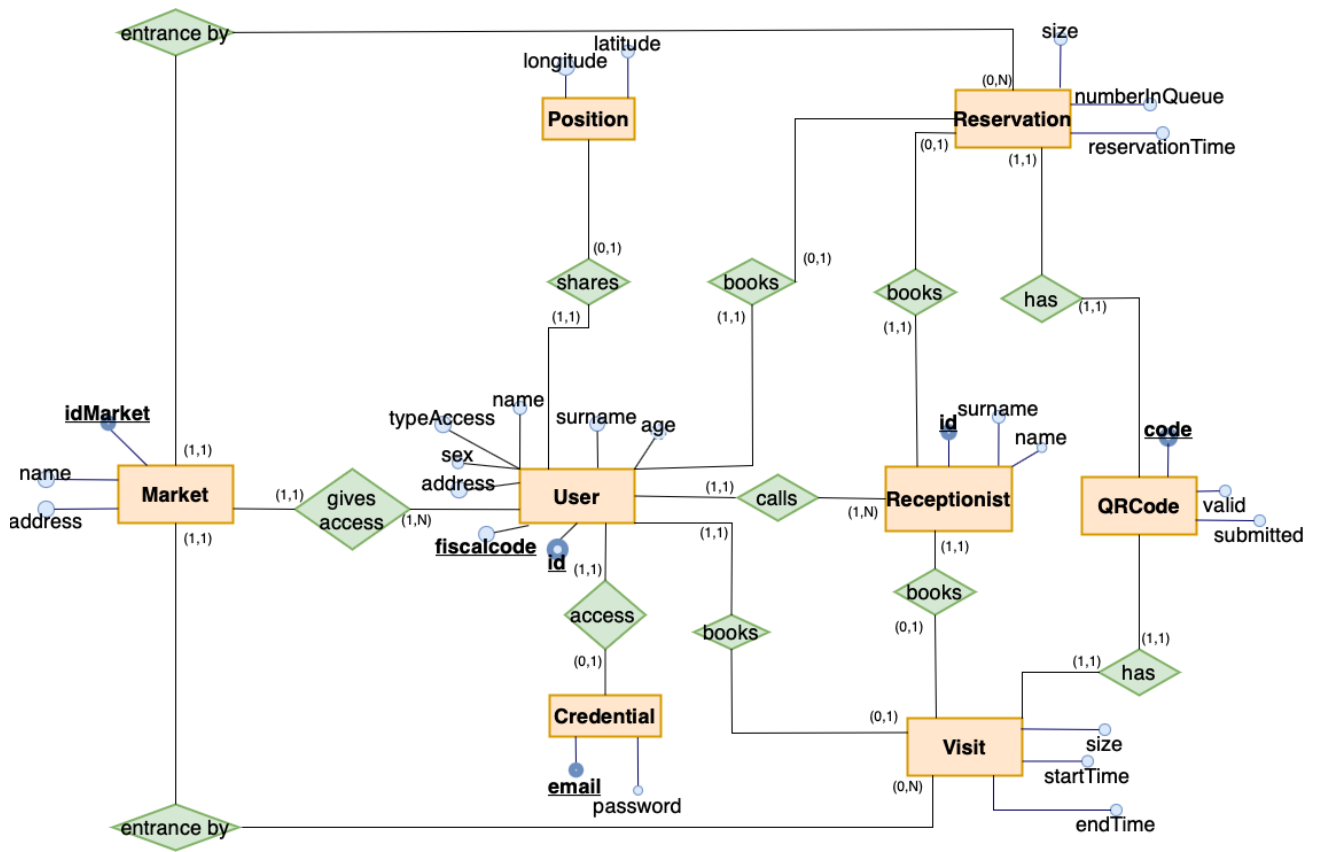 entrance by
size
latitude
longitude
(0,N)
numberInQueue
Position
Reservation
(0,1)
reservationTime
(1,1)
(0,1)
(0,1)
shares
books
books
has
(1,1)
(1,1)
(1,1)
(1,1)
name
idMarket
typeAccess
surname
age
surname
id
name
code
(1,1)
sex
name
address
Market
(1,1)
gives
access
(1,N)
User
(1,1)
calls
(1,N)
Receptionist
QRCode
valid
address
submitted
(1,1)
fiscalcode
id
(1,1)
(1,1)
(1,1)
access
books
(0,1)
books
(0,1)
(1,1)
(1,1)
has
Credential
(0,1)
Visit
size
startTime
email
password
(0,N)
endTime
entrance by